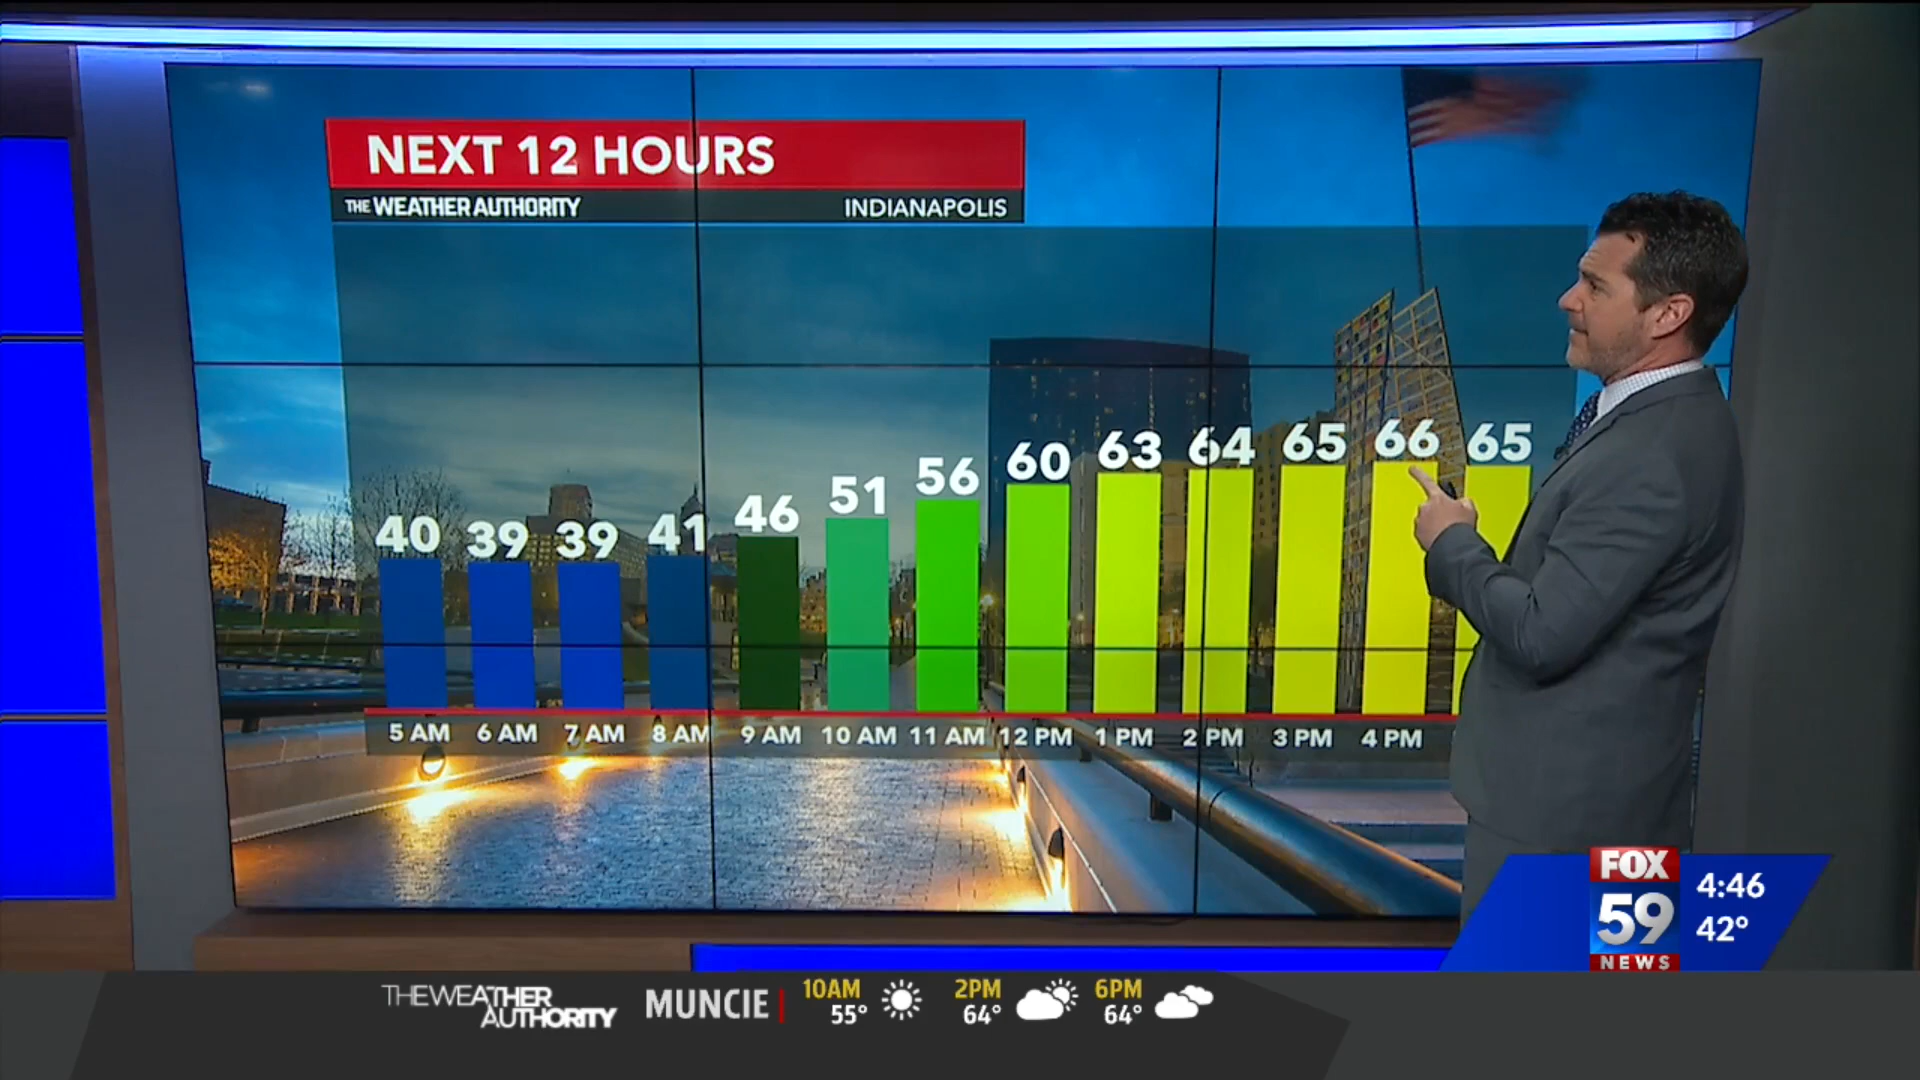 NEXT 12 HOURS
THE WEATHER AUTHORITY INDIANAPOLIS
40 39 39 41 46 51 56 60 63 64 65 66 65
5 AM 6 AM 7 AM 8 AM 9 AM 10 AM 11 AM 12 PM 1 PM 2 PM 3 PM 4 PM
FOX
59
NEWS
4:46
42°
THE WEATHER
AUTHORITY
MUNCIE
10AM
55°
2PM
64°
6PM
64°